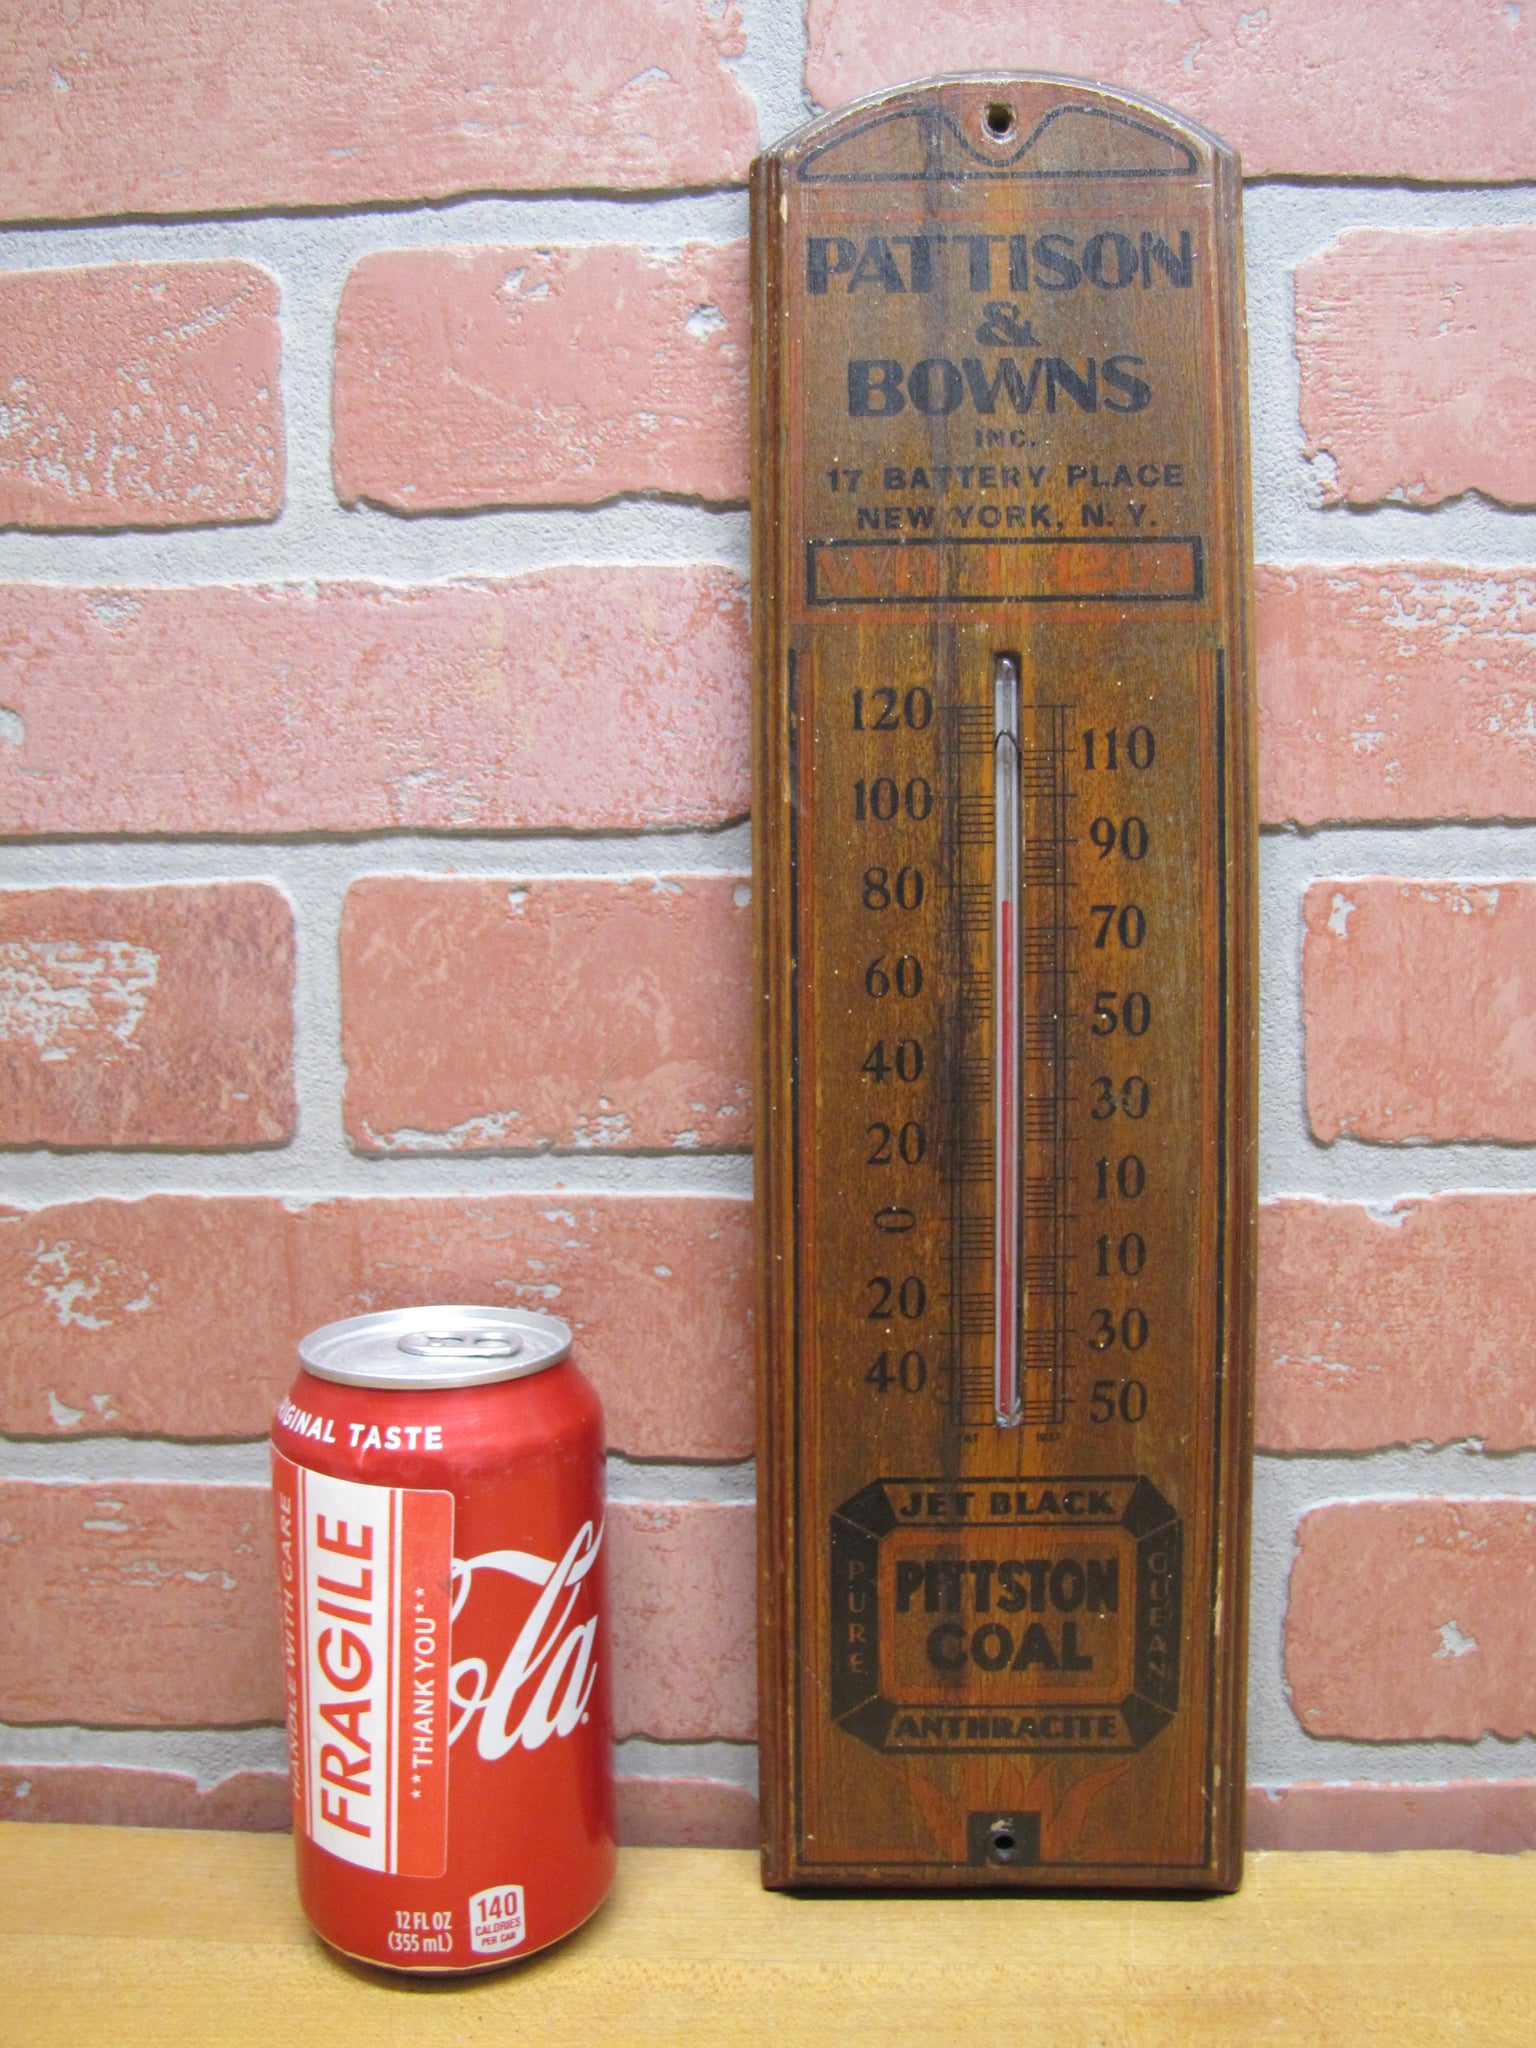 PATTISON
&
BOWNS
INC.
17 BATTERY PLACE
NEW YORK, N.Y.
120
110
100
90
80
70
60
50
40
30
20
10
0
10
20
30
40
50
PAT 1937
JET BLACK
PURE
PITTSTON
COAL
CLEAN
ANTHRACITE
ORIGINAL TASTE
HANDLE WITH CARE
FRAGILE
**THANK YOU**
Cola
12 FL OZ
(355 mL)
140
CALORIES
PER CAN